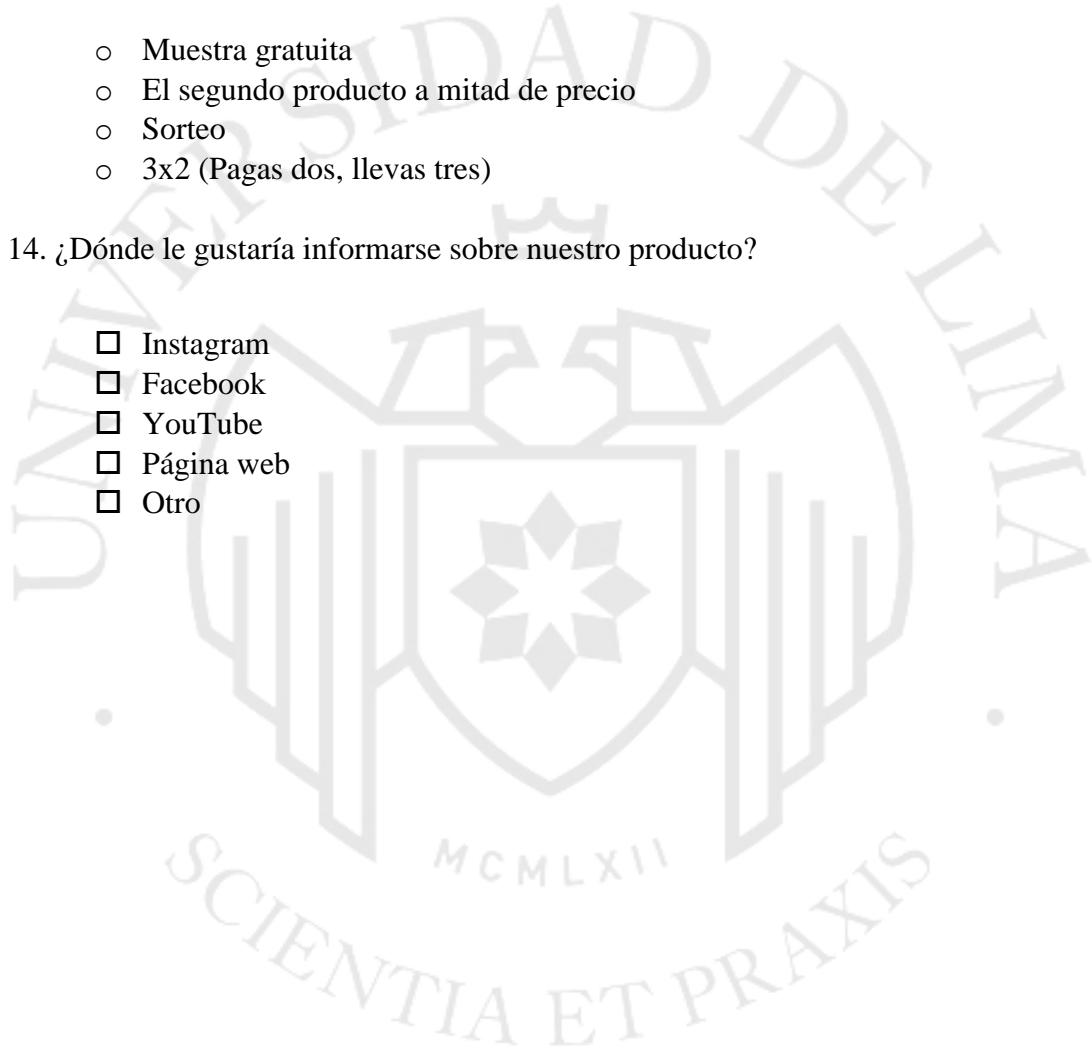 o Muestra gratuita
o El segundo producto a mitad de precio
o Sorteo
o 3x2 (Pagas dos, llevas tres)
14. ¿Dónde le gustaría informarse sobre nuestro producto?
☐ Instagram
☐ Facebook
☐ YouTube
☐ Página web
☐ Otro
UNIVERSIDAD DE LIMA
MCMLXII
SCIENTIA ET PRAXIS